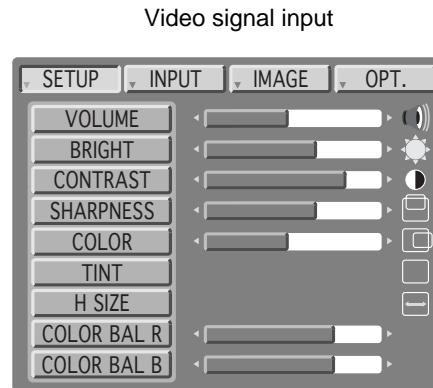 Video signal input
SETUP INPUT IMAGE OPT.
VOLUME
BRIGHT
CONTRAST
SHARPNESS
COLOR
TINT
H SIZE
COLOR BAL R
COLOR BAL B